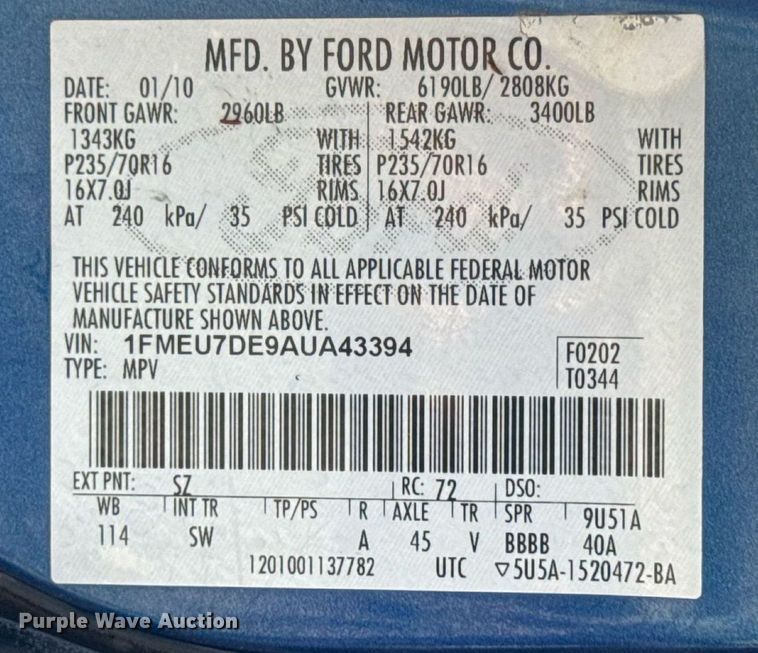 MFD. BY FORD MOTOR CO.
DATE: 01/10 GVWR: 6190LB/ 2808KG
FRONT GAWR: 2960LB REAR GAWR: 3400LB
1343KG WITH 1542KG WITH
P235/70R16 TIRES P235/70R16 TIRES
16X7.0J RIMS 16X7.0J RIMS
AT 240 kPa/ 35 PSI COLD AT 240 kPa/ 35 PSI COLD
THIS VEHICLE CONFORMS TO ALL APPLICABLE FEDERAL MOTOR
VEHICLE SAFETY STANDARDS IN EFFECT ON THE DATE OF
MANUFACTURE SHOWN ABOVE.
VIN: 1FMEU7DE9AUA43394 F0202
TYPE: MPV T0344
EXT PNT: SZ RC: 72 DSO:
WB INT TR TP/PS R AXLE TR SPR 9U51A
114 SW A 45 V BBBB 40A
1201001137782 UTC ▽5U5A-1520472-BA
Purple Wave Auction